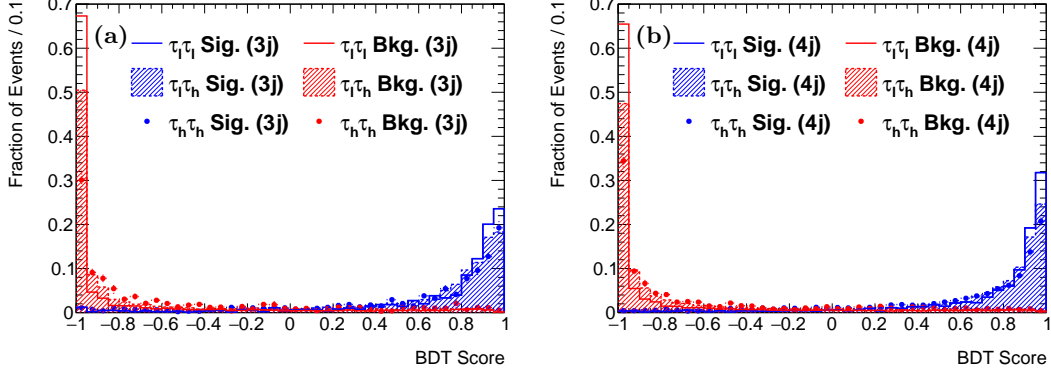 0.7
0.6
0.5
0.4
0.3
0.2
0.1
0
Fraction of Events / 0.1
(a)
τlτl Sig. (3j)
τlτl Bkg. (3j)
τlτh Sig. (3j)
τlτh Bkg. (3j)
τhτh Sig. (3j)
τhτh Bkg. (3j)
−1 −0.8 −0.6 −0.4 −0.2 0 0.2 0.4 0.6 0.8 1
BDT Score
0.7
0.6
0.5
0.4
0.3
0.2
0.1
0
Fraction of Events / 0.1
(b)
τlτl Sig. (4j)
τlτl Bkg. (4j)
τlτh Sig. (4j)
τlτh Bkg. (4j)
τhτh Sig. (4j)
τhτh Bkg. (4j)
−1 −0.8 −0.6 −0.4 −0.2 0 0.2 0.4 0.6 0.8 1
BDT Score